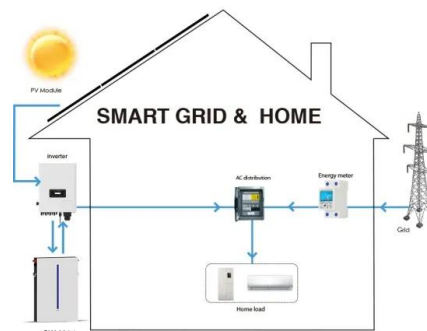 PV Module
SMART GRID & HOME
Inverter
AC distribution
Energy meter
Grid
Home load